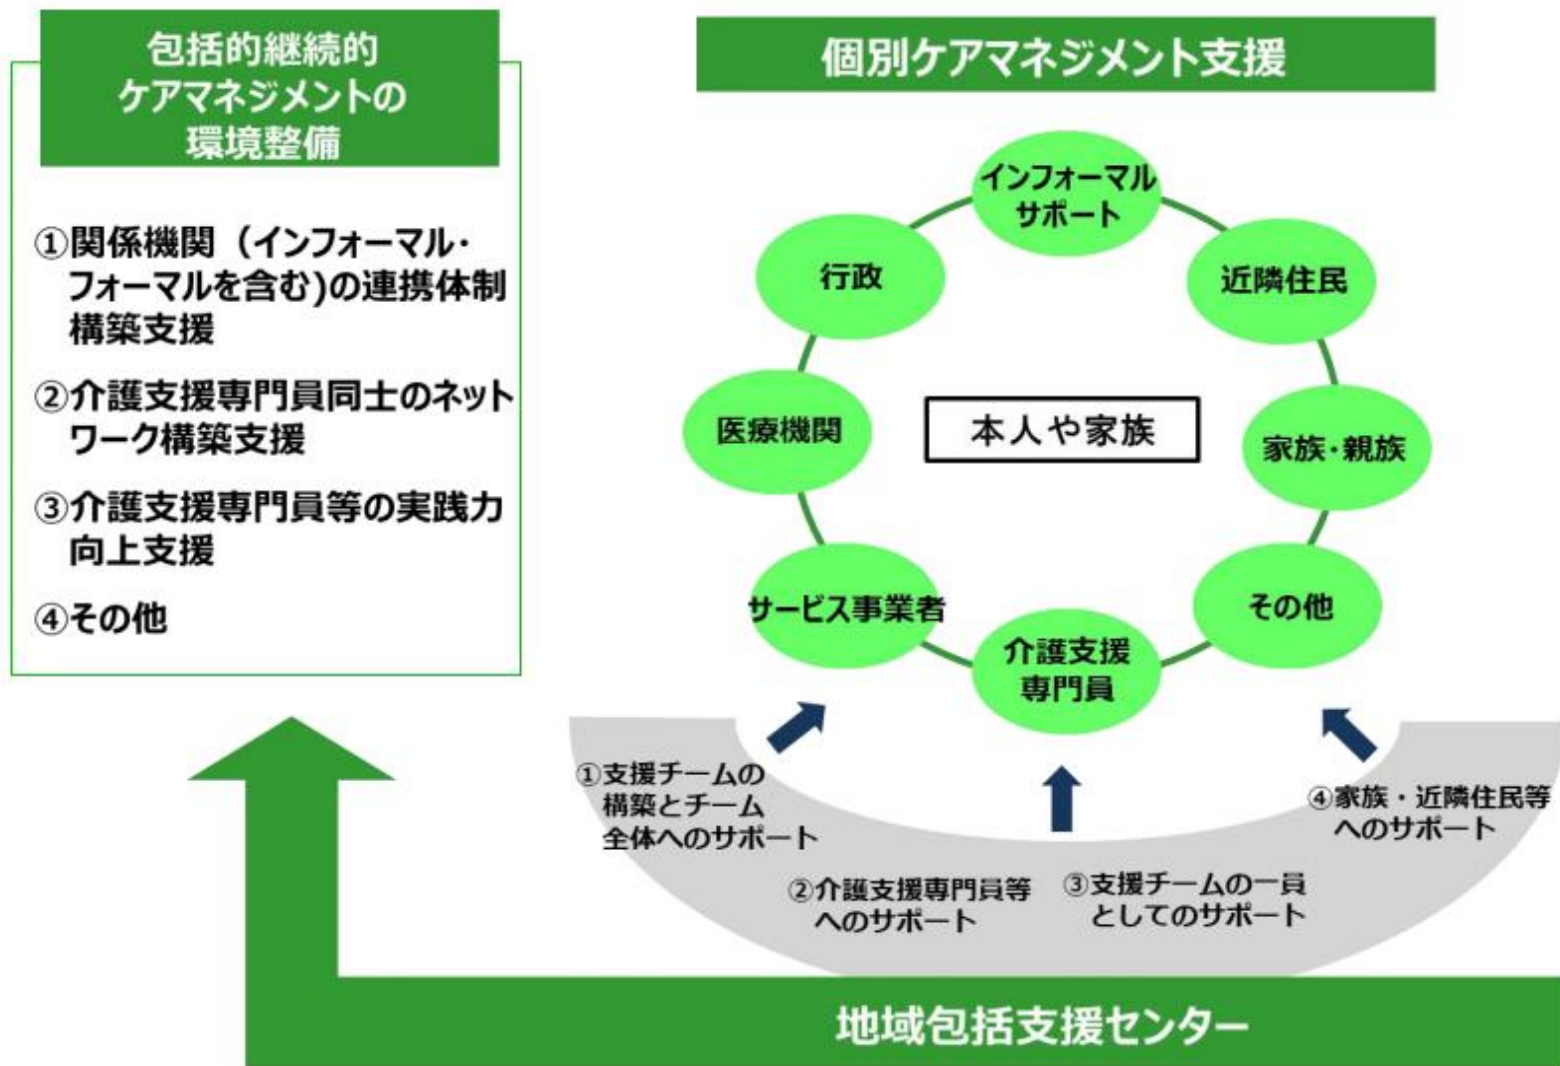 包括的継続的
ケアマネジメントの
環境整備
①関係機関（インフォーマル・
フォーマルを含む)の連携体制
構築支援
②介護支援専門員同士のネット
ワーク構築支援
③介護支援専門員等の実践力
向上支援
④その他
個別ケアマネジメント支援
インフォーマル
サポート
行政
近隣住民
医療機関
本人や家族
家族・親族
サービス事業者
その他
介護支援
専門員
①支援チームの
構築とチーム
全体へのサポート
②介護支援専門員等
へのサポート
③支援チームの一員
としてのサポート
④家族・近隣住民等
へのサポート
地域包括支援センター